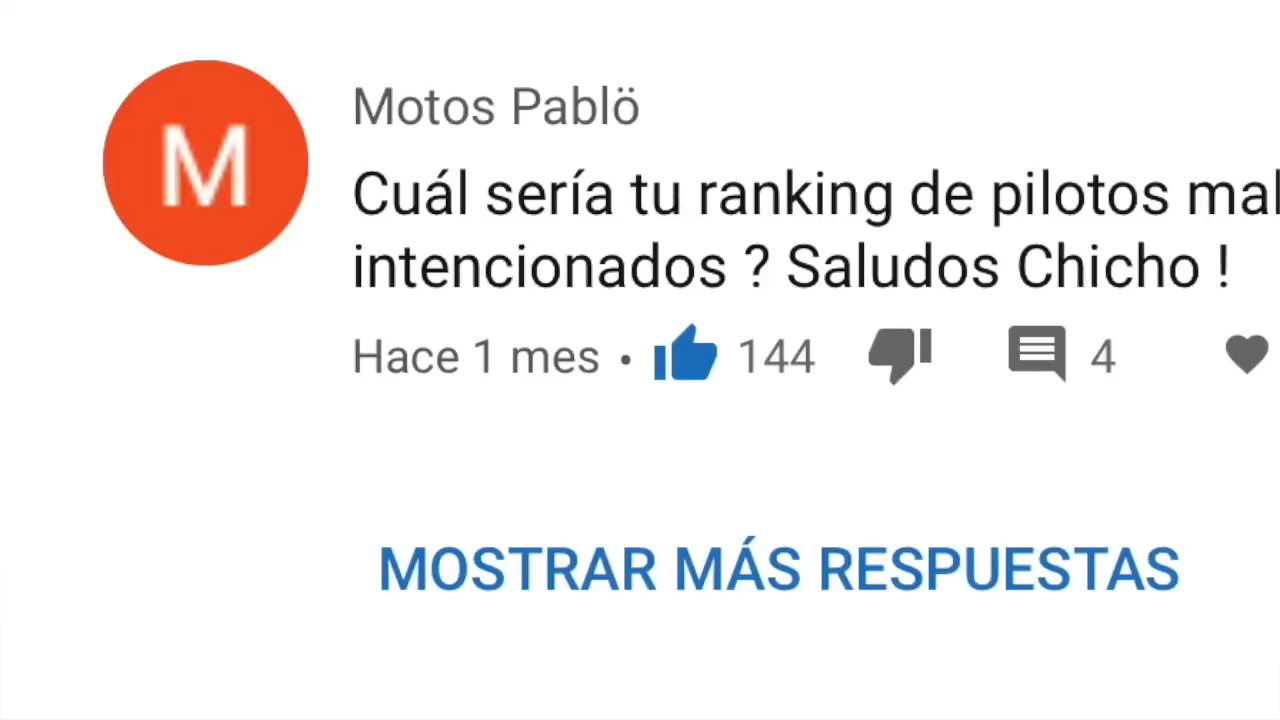 M
Motos Pablö
Cuál sería tu ranking de pilotos mal
intencionados ? Saludos Chicho !
Hace 1 mes • 144 4
MOSTRAR MÁS RESPUESTAS